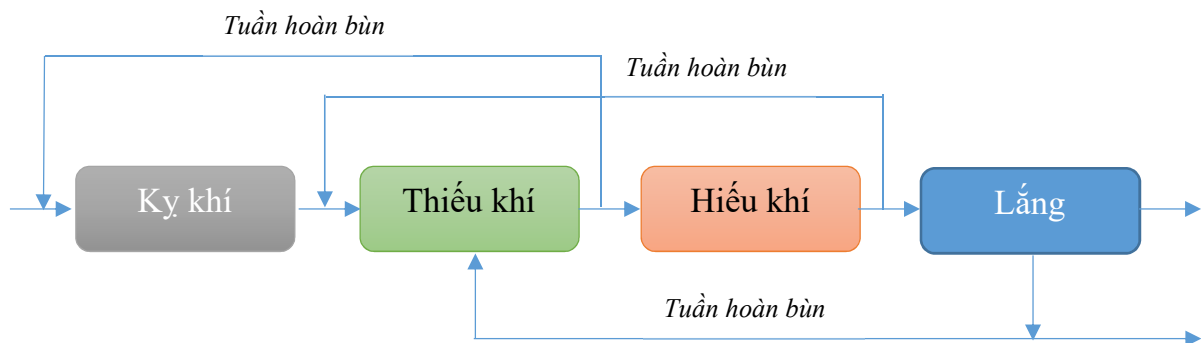 Tuần hoàn bùn
Tuần hoàn bùn
Kỵ khí
Thiếu khí
Hiếu khí
Lắng
Tuần hoàn bùn